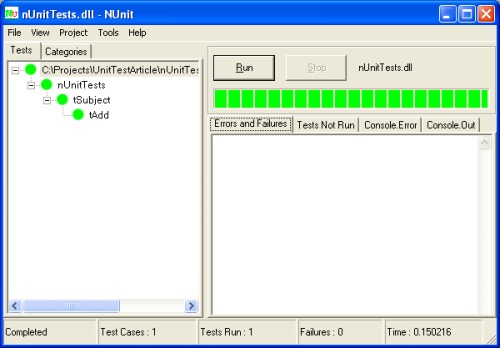 Nu nUnitTests.dll - NUnit
File View Project Tools Help
Tests Categories
C:\Projects\UnitTestArticle\nUnitTes
nUnitTests
tSubject
tAdd
Run Stop nUnitTests.dll
Errors and Failures Tests Not Run Console.Error Console.Out
Completed Test Cases : 1 Tests Run : 1 Failures : 0 Time : 0.150216